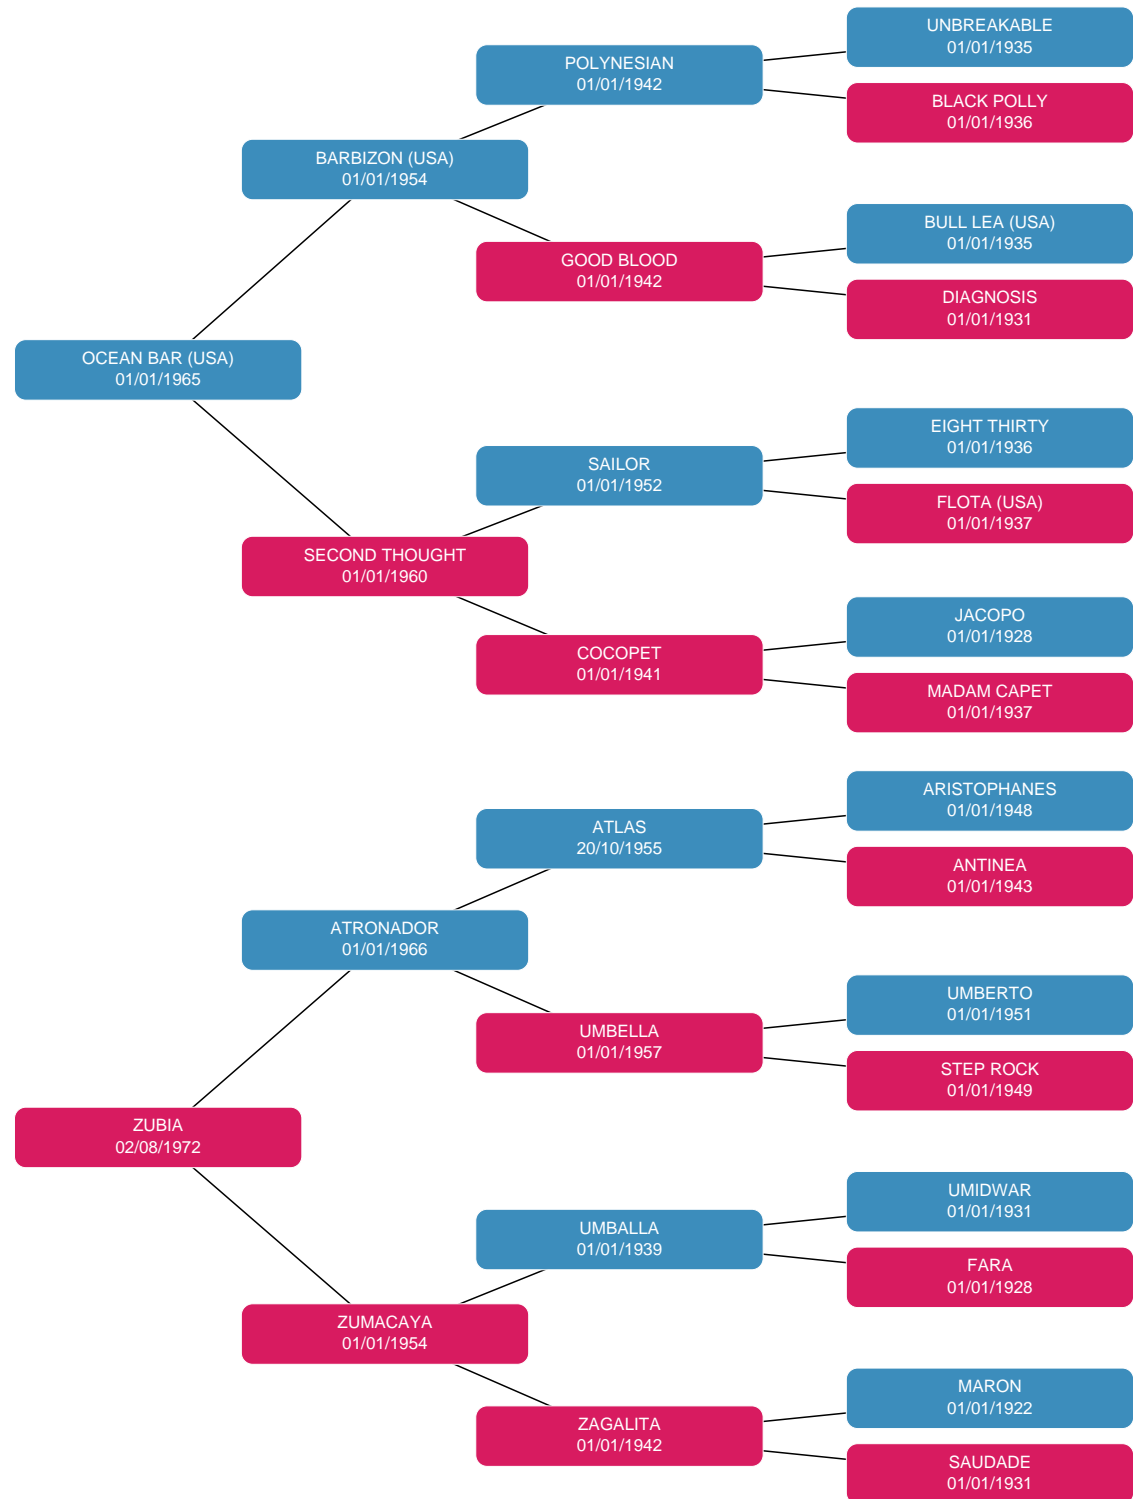 UNBREAKABLE
01/01/1935
POLYNESIAN
01/01/1942
BLACK POLLY
01/01/1936
BARBIZON (USA)
01/01/1954
BULL LEA (USA)
01/01/1935
GOOD BLOOD
01/01/1942
DIAGNOSIS
01/01/1931
OCEAN BAR (USA)
01/01/1965
EIGHT THIRTY
01/01/1936
SAILOR
01/01/1952
FLOTA (USA)
01/01/1937
SECOND THOUGHT
01/01/1960
JACOPO
01/01/1928
COCOPET
01/01/1941
MADAM CAPET
01/01/1937
ARISTOPHANES
01/01/1948
ATLAS
20/10/1955
ANTINEA
01/01/1943
ATRONADOR
01/01/1966
UMBERTO
01/01/1951
UMBELLA
01/01/1957
STEP ROCK
01/01/1949
ZUBIA
02/08/1972
UMIDWAR
01/01/1931
UMBALLA
01/01/1939
FARA
01/01/1928
ZUMACAYA
01/01/1954
MARON
01/01/1922
ZAGALITA
01/01/1942
SAUDADE
01/01/1931